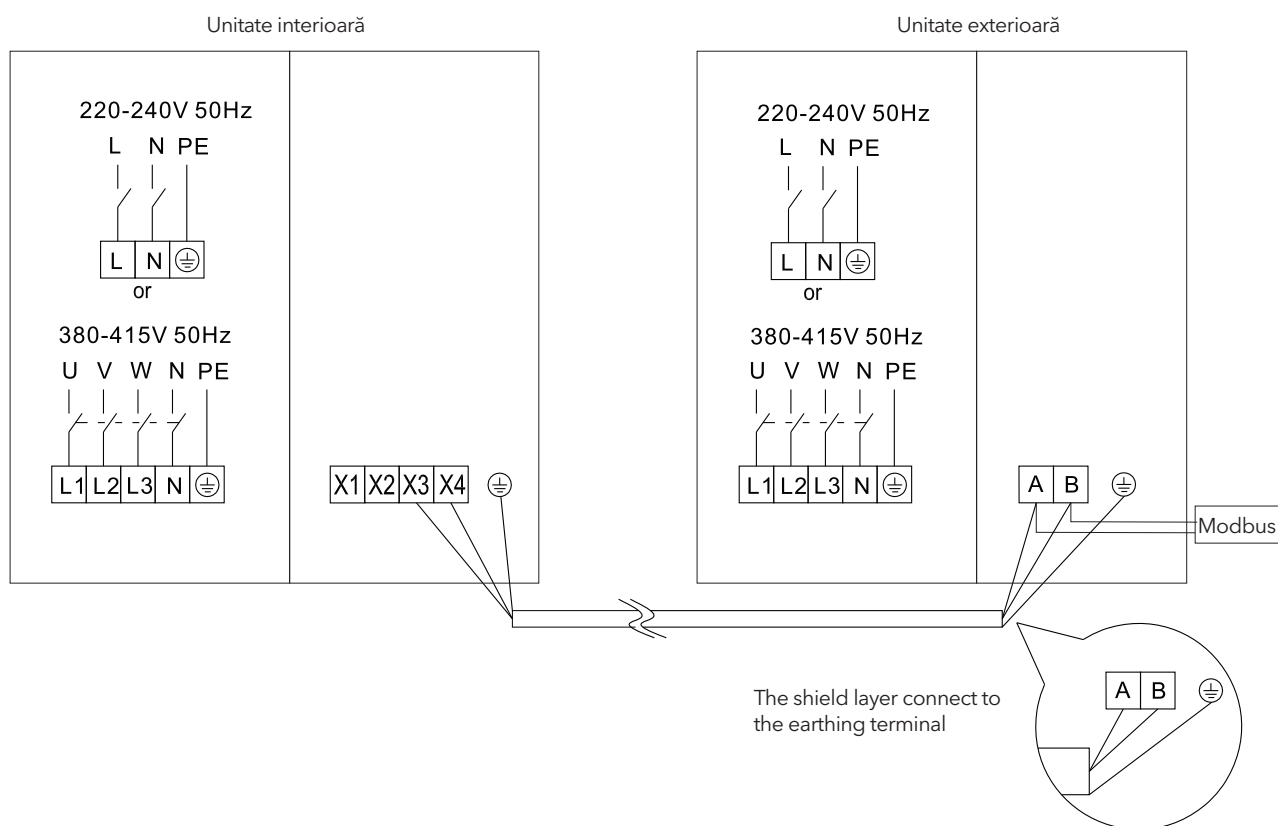 Unitate interioară
220-240V 50Hz
L N PE
L N
or
380-415V 50Hz
U V W N PE
L1 L2 L3 N
X1 X2 X3 X4
Unitate exterioară
220-240V 50Hz
L N PE
L N
or
380-415V 50Hz
U V W N PE
L1 L2 L3 N
A B
Modbus
The shield layer connect to
the earthing terminal
A B